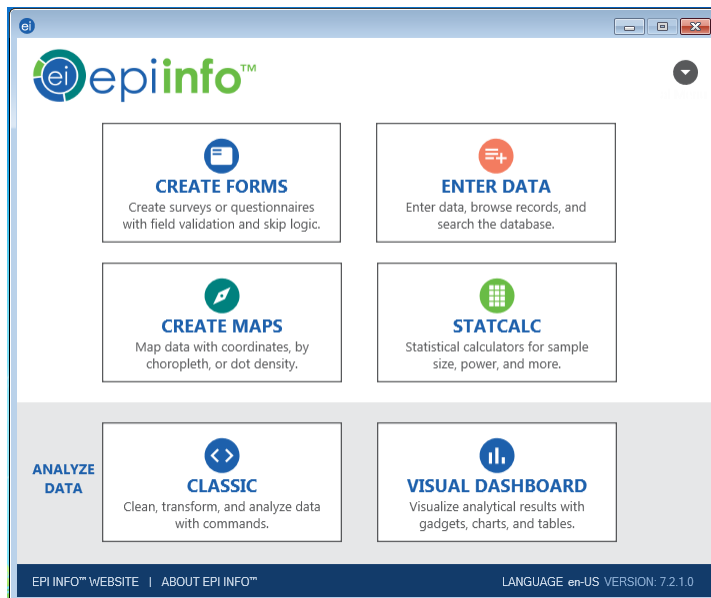 ei
ei epiinfo™
CREATE FORMS
Create surveys or questionnaires
with field validation and skip logic.
ENTER DATA
Enter data, browse records, and
search the database.
CREATE MAPS
Map data with coordinates, by
choropleth, or dot density.
STATCALC
Statistical calculators for sample
size, power, and more.
ANALYZE
DATA
CLASSIC
Clean, transform, and analyze data
with commands.
VISUAL DASHBOARD
Visualize analytical results with
gadgets, charts, and tables.
EPI INFO™ WEBSITE | ABOUT EPI INFO™ LANGUAGE en-US VERSION: 7.2.1.0